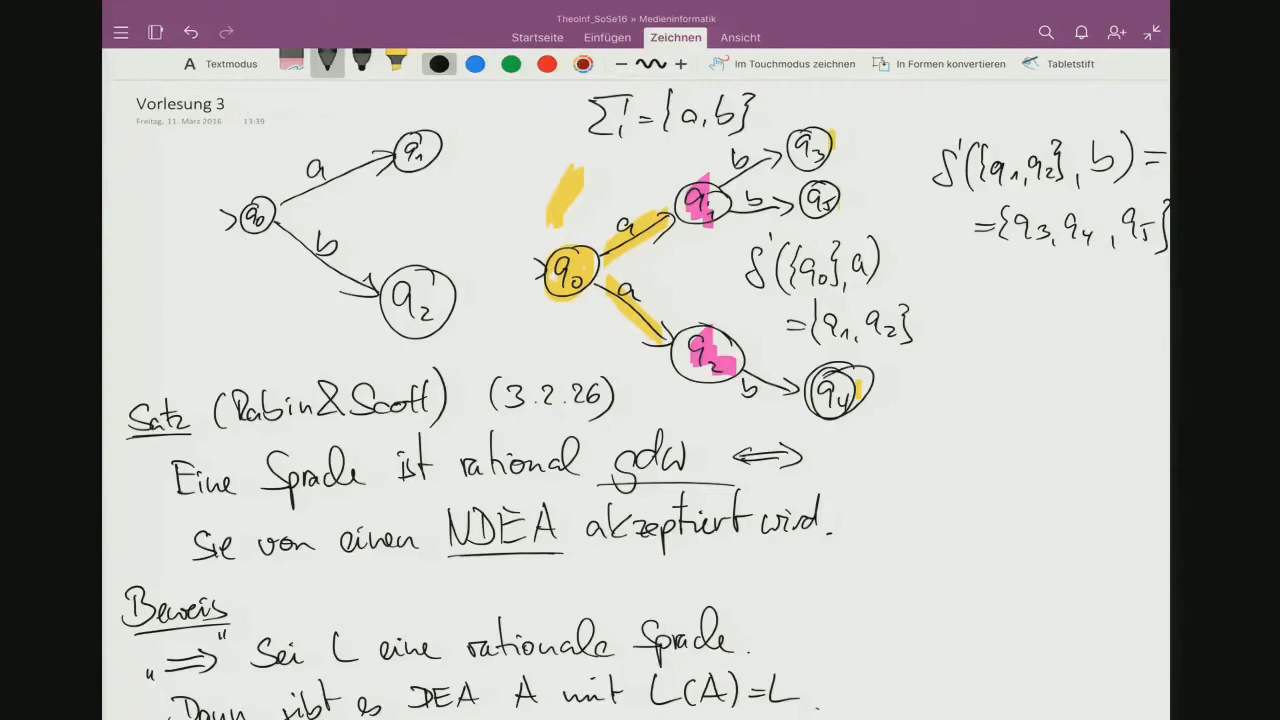 TheoInf_SoSe16 » Medieninformatik
Startseite Einfügen Zeichnen Ansicht
A Textmodus Im Touchmodus zeichnen In Formen konvertieren Tabletstift
Vorlesung 3
Freitag, 11. März 2016 13:39
Σ = {a, b}
q0 a q1 b q2
q0 a q1 b q3 b q5 a q2 b q4
δ'({q0}, a)
= {q1, q2}
δ'({q1, q2}, b) =
= {q3, q4, q5}
Satz (Rabin & Scott) (3.2.26)
Eine Sprache ist rational gdw ⟺
sie von einen NDEA akzeptiert wird.
Beweis
"⟹" Sei L eine rationale Sprache.
Dann gibt es DEA A mit L(A) = L.